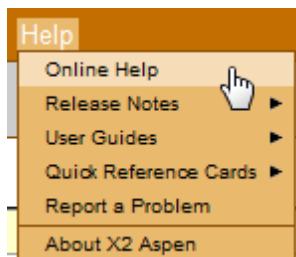 Help
Online Help
Release Notes
User Guides
Quick Reference Cards
Report a Problem
About X2 Aspen